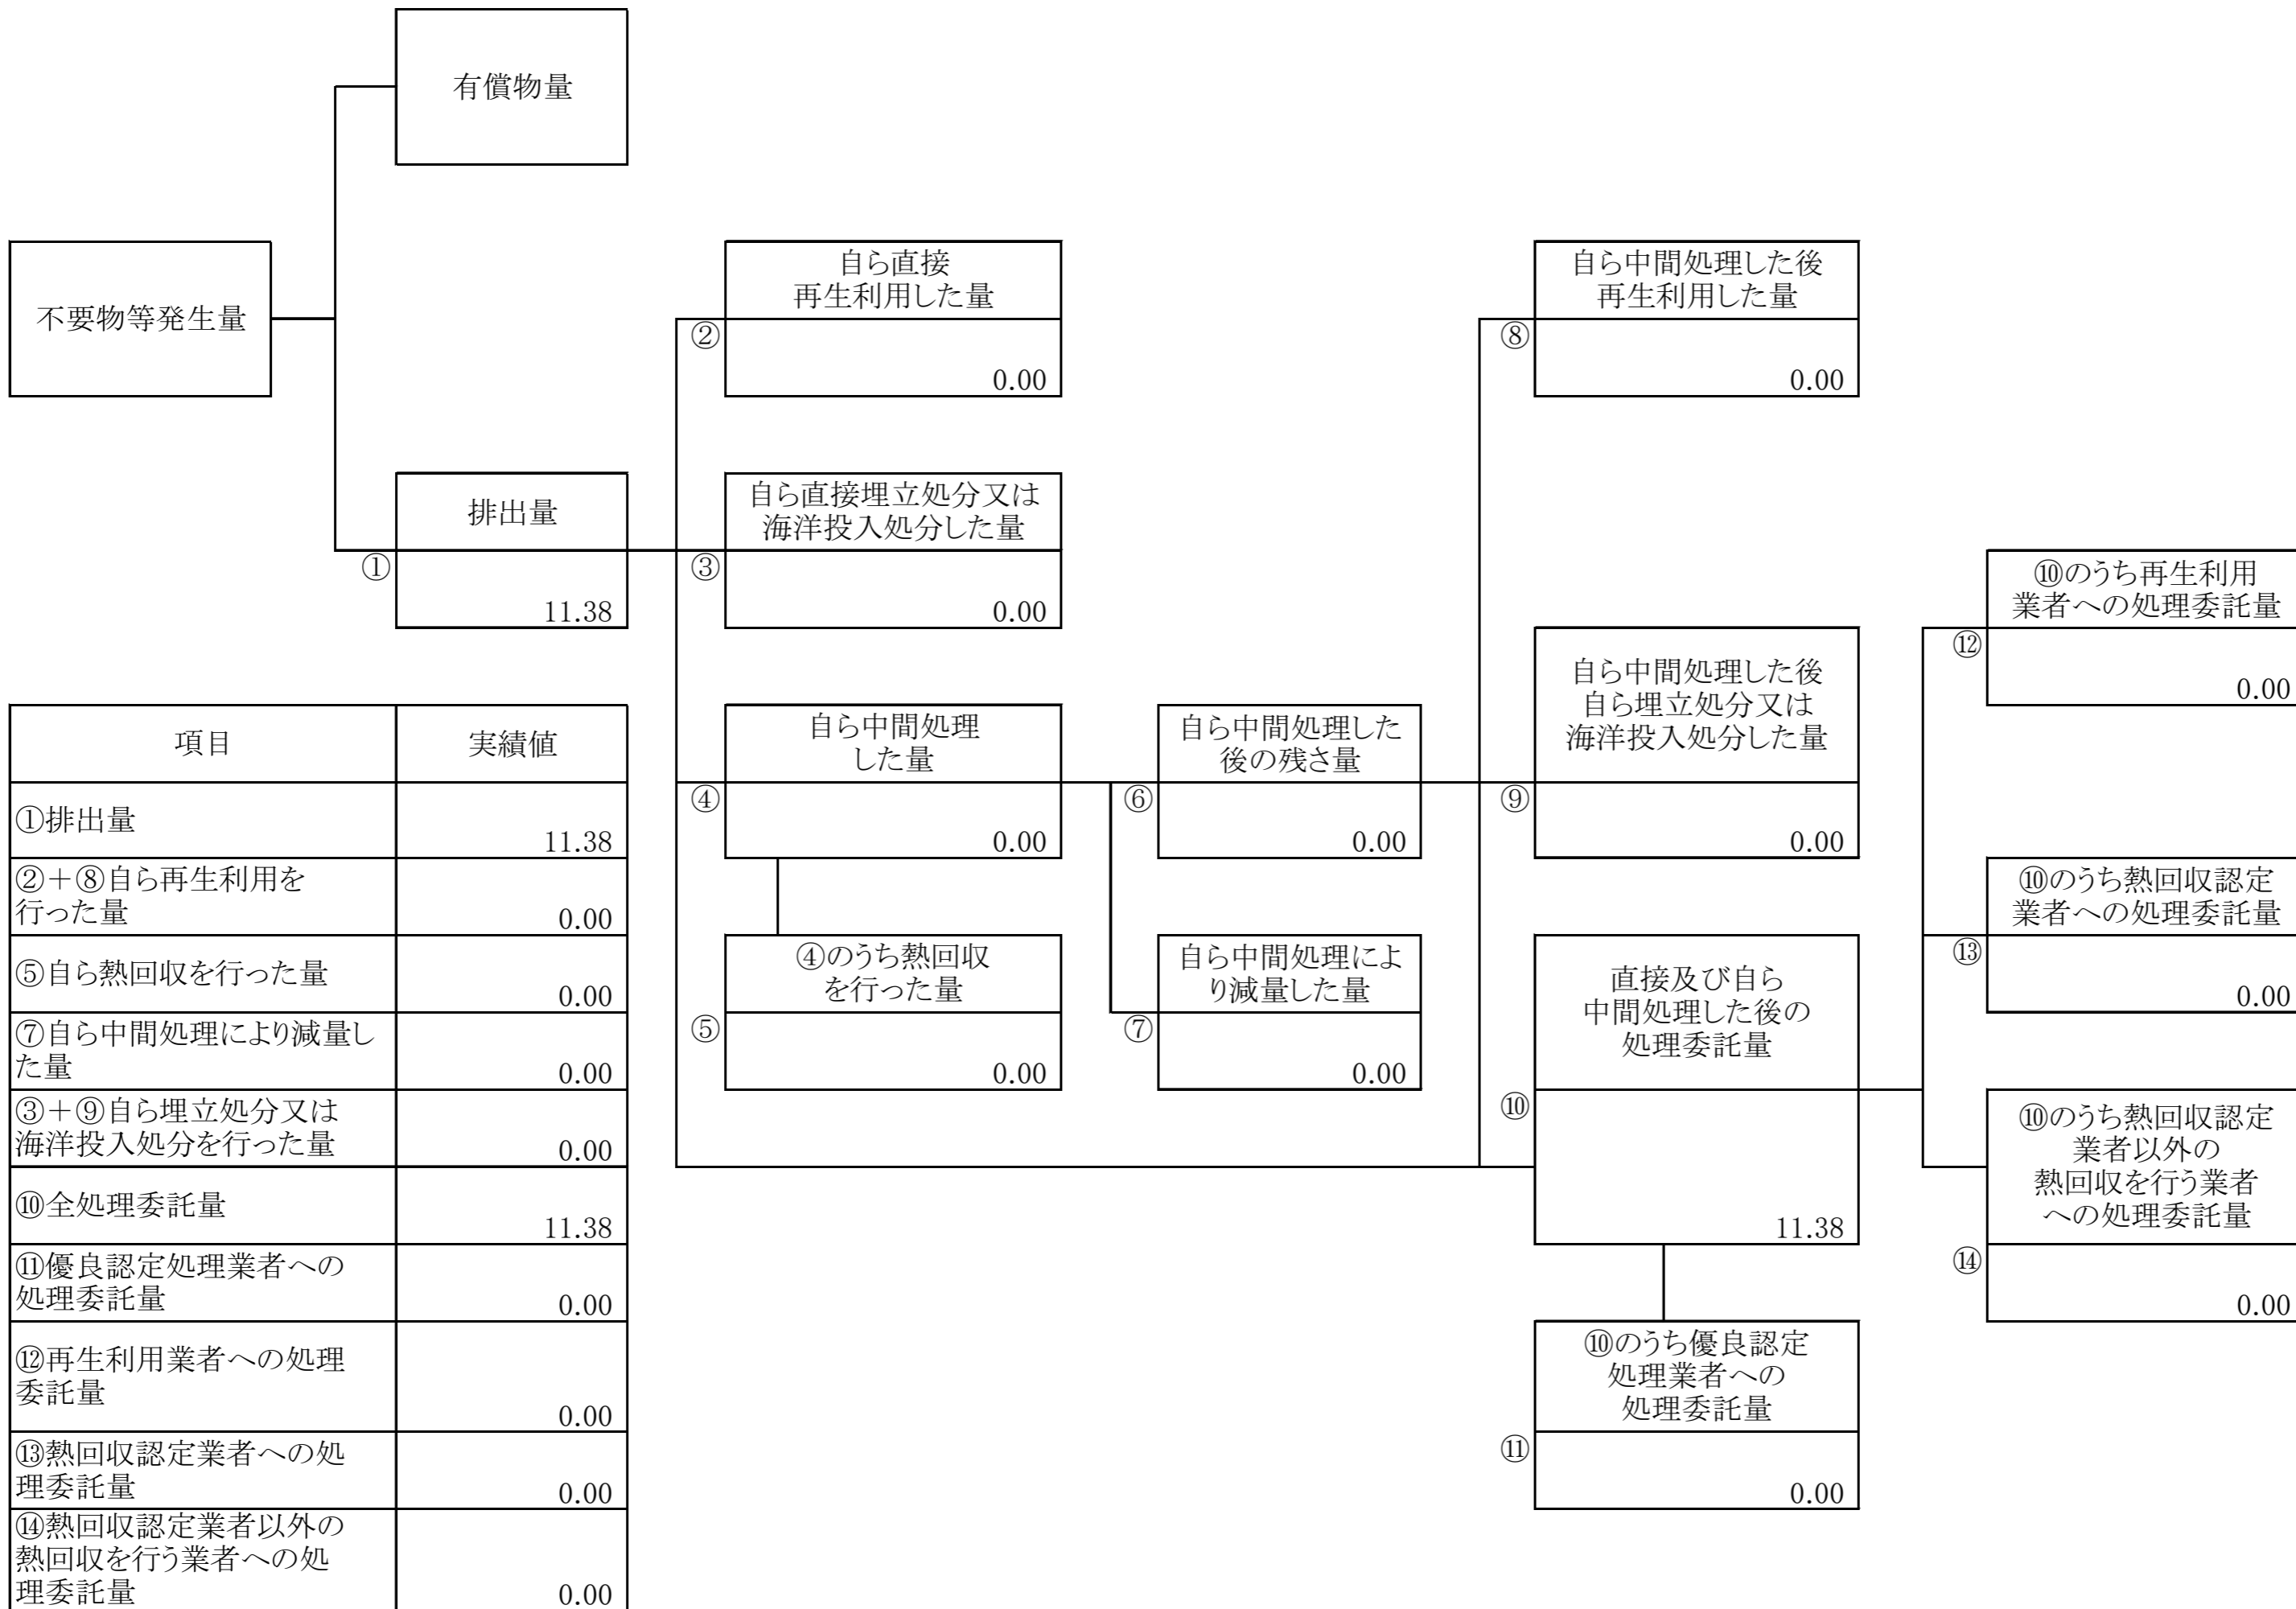 有償物量
不要物等発生量
自ら直接
再生利用した量
②
0.00
自ら中間処理した後
再生利用した量
⑧
0.00
排出量
①
11.38
自ら直接埋立処分又は
海洋投入処分した量
③
0.00
⑩のうち再生利用
業者への処理委託量
⑫
0.00
自ら中間処理
した量
④
0.00
自ら中間処理した
後の残さ量
⑥
0.00
自ら中間処理した後
自ら埋立処分又は
海洋投入処分した量
⑨
0.00
⑩のうち熱回収認定
業者への処理委託量
⑬
0.00
④のうち熱回収
を行った量
⑤
0.00
自ら中間処理によ
り減量した量
⑦
0.00
直接及び自ら
中間処理した後の
処理委託量
⑩
11.38
⑩のうち熱回収認定
業者以外の
熱回収を行う業者
への処理委託量
⑭
0.00
⑩のうち優良認定
処理業者への
処理委託量
⑪
0.00
項目 実績値
①排出量
11.38
②＋⑧自ら再生利用を
行った量
0.00
⑤自ら熱回収を行った量
0.00
⑦自ら中間処理により減量し
た量
0.00
③＋⑨自ら埋立処分又は
海洋投入処分を行った量
0.00
⑩全処理委託量
11.38
⑪優良認定処理業者への
処理委託量
0.00
⑫再生利用業者への処理
委託量
0.00
⑬熱回収認定業者への処
理委託量
0.00
⑭熱回収認定業者以外の
熱回収を行う業者への処
理委託量
0.00